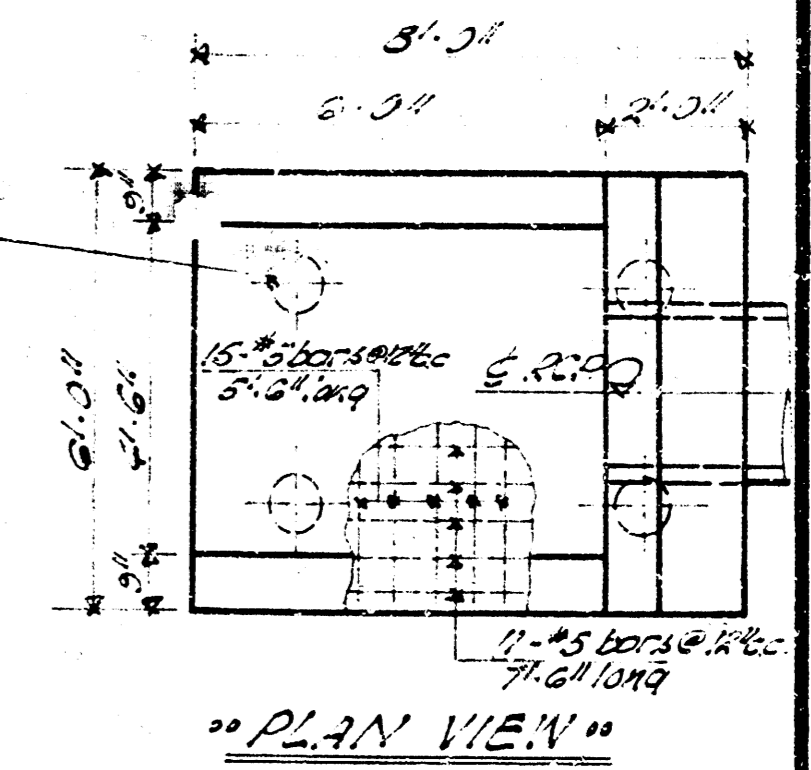 8'-0"
6'-0"
2'-0"
9"
6'-0"
4'-6"
15-#5 bars@12"c.c
5'-6" long
℄ R.C.P.
9"
11-#5 bars@12"c.c.
7'-6" long
"PLAN VIEW"